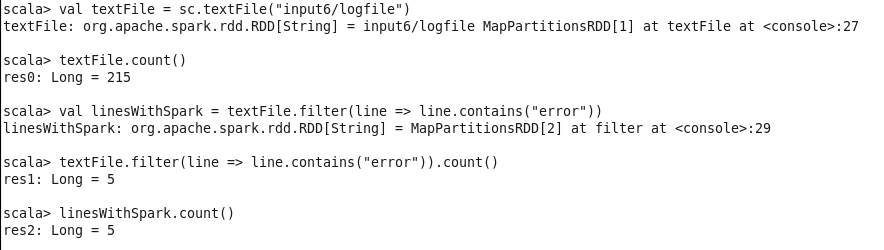 scala> val textFile = sc.textFile("input6/logfile")
textFile: org.apache.spark.rdd.RDD[String] = input6/logfile MapPartitionsRDD[1] at textFile at <console>:27
scala> textFile.count()
res0: Long = 215
scala> val linesWithSpark = textFile.filter(line => line.contains("error"))
linesWithSpark: org.apache.spark.rdd.RDD[String] = MapPartitionsRDD[2] at filter at <console>:29
scala> textFile.filter(line => line.contains("error")).count()
res1: Long = 5
scala> linesWithSpark.count()
res2: Long = 5